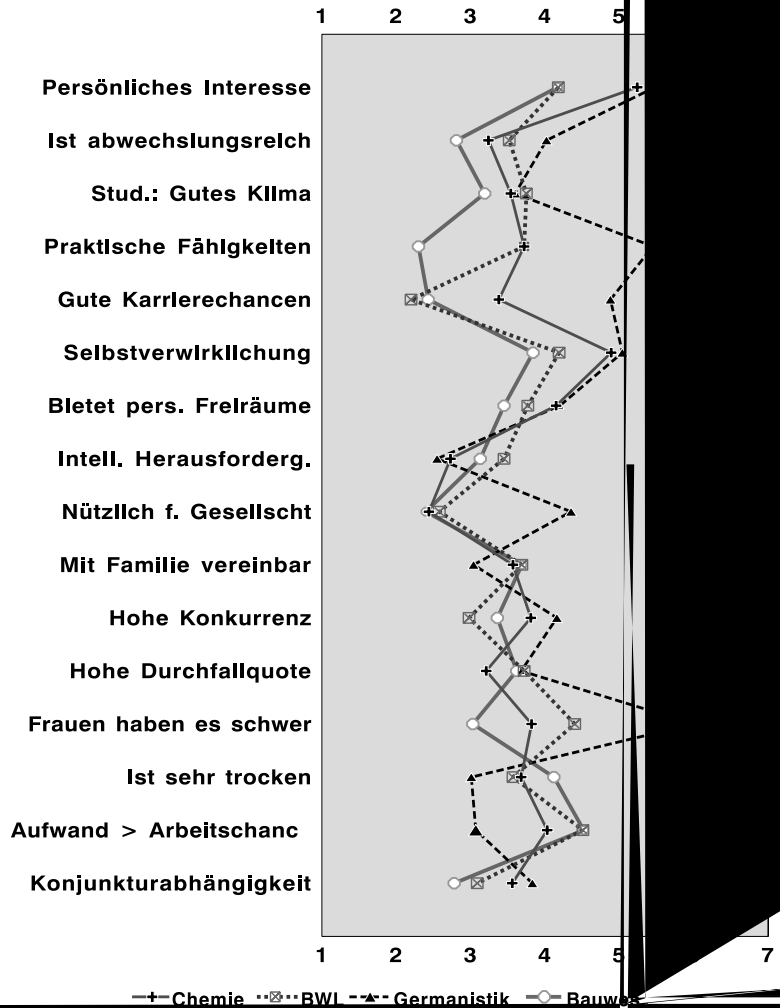 1 2 3 4 5
Persönliches Interesse
Ist abwechslungsreich
Stud.: Gutes Klima
Praktische Fähigkeiten
Gute Karrierechancen
Selbstverwirklichung
Bietet pers. Freiräume
Intell. Herausforderg.
Nützlich f. Gesellscht
Mit Familie vereinbar
Hohe Konkurrenz
Hohe Durchfallquote
Frauen haben es schwer
Ist sehr trocken
Aufwand > Arbeitschanc
Konjunkturabhängigkeit
1 2 3 4 5 7
Chemie BWL Germanistik